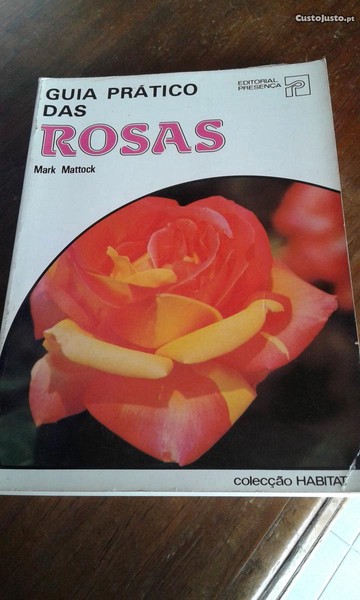 CustoJusto.pt
GUIA PRÁTICO
DAS
ROSAS
Mark Mattock
EDITORIAL
PRESENÇA
colecção HABITAT